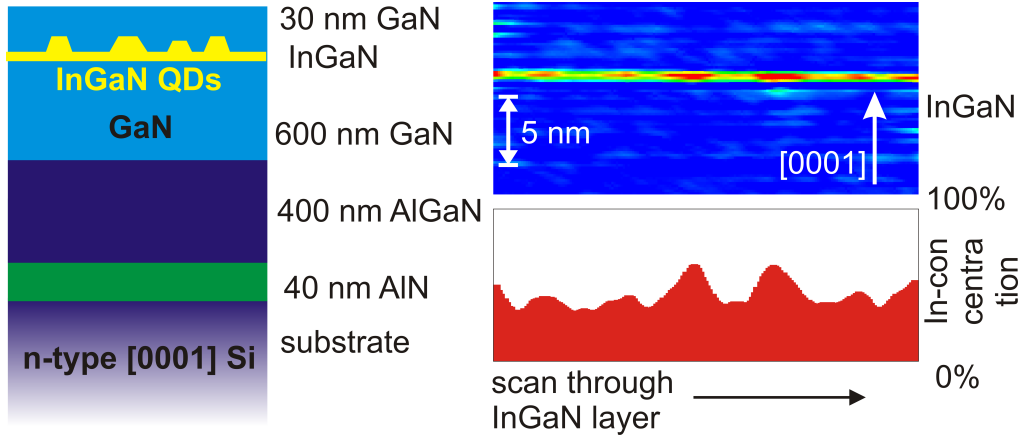 30 nm GaN
InGaN
InGaN QDs
GaN
600 nm GaN
400 nm AlGaN
40 nm AlN
substrate
n-type [0001] Si
5 nm
[0001]
InGaN
100%
In-con
centra
tion
0%
scan through
InGaN layer